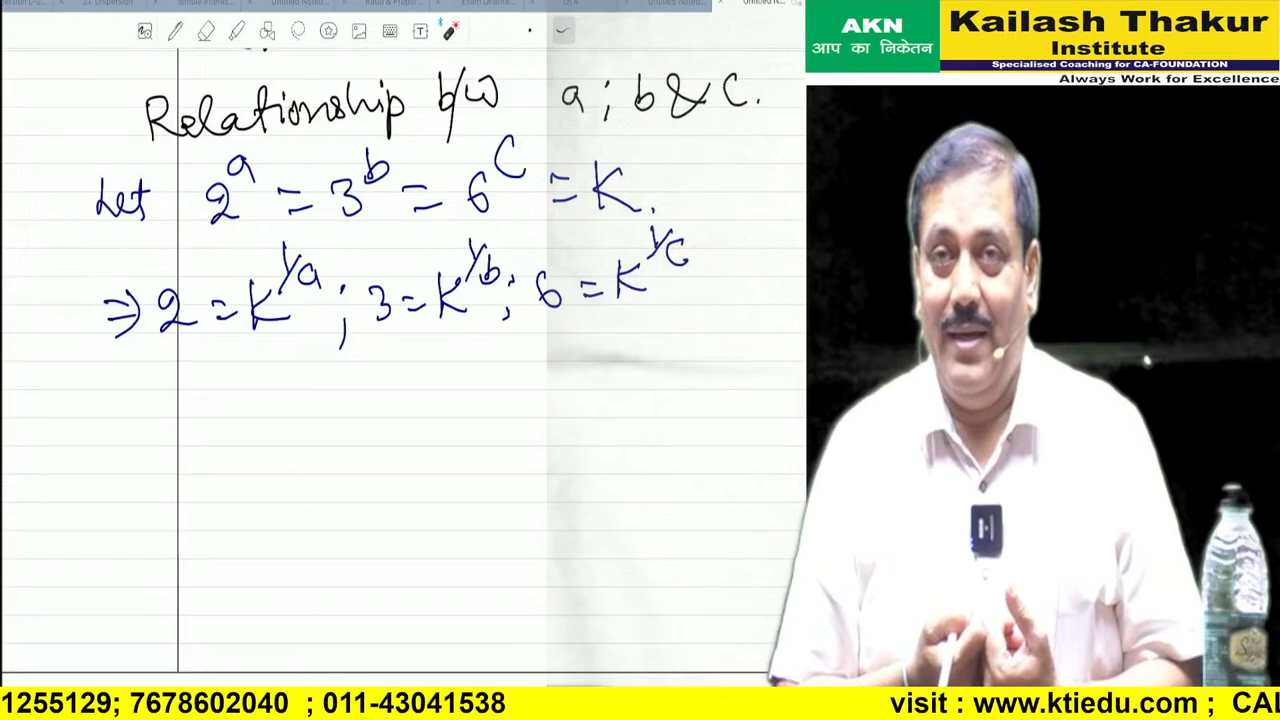 AKN
आप का निकेतन
Kailash Thakur
Institute
Specialised Coaching for CA-FOUNDATION
Always Work for Excellence
Relationship b/w a ; b & c.
Let 2^a = 3^b = 6^c = K.
⇒ 2 = K^1/a ; 3 = K^1/b ; 6 = K^1/c
1255129; 7678602040 ; 011-43041538
visit : www.ktiedu.com ; CAL